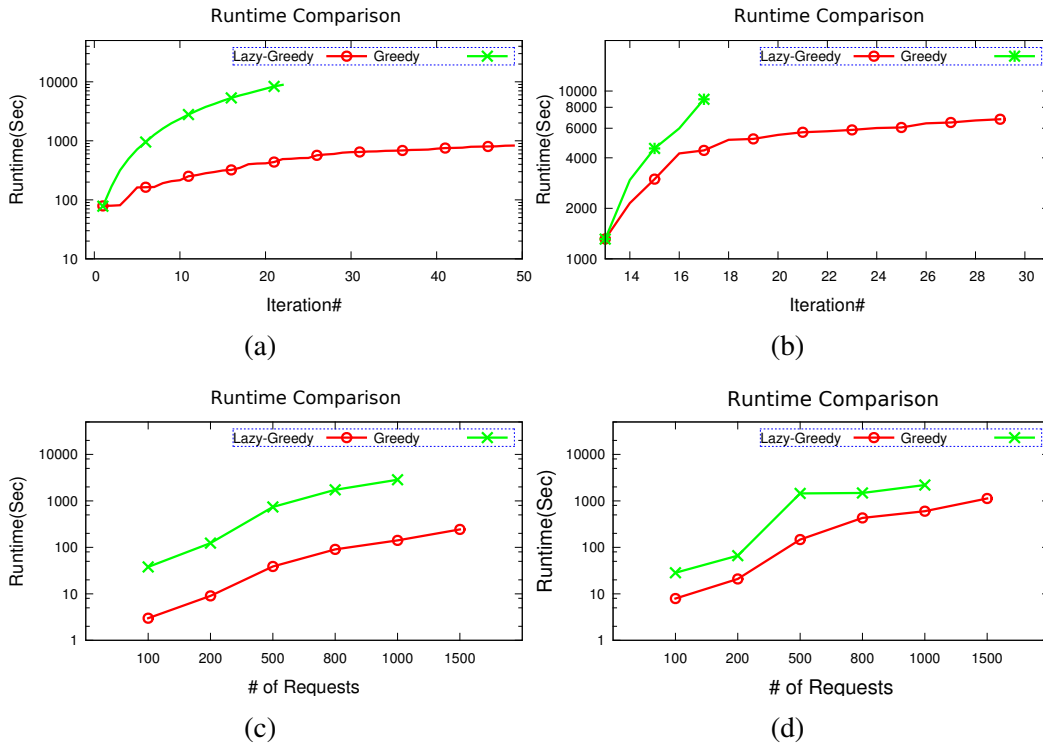 Runtime Comparison
Lazy-Greedy Greedy
10000
1000
100
10
Runtime(Sec)
0 10 20 30 40 50
Iteration#
(a)
Runtime Comparison
Lazy-Greedy Greedy
10000
8000
6000
4000
2000
1000
Runtime(Sec)
14 16 18 20 22 24 26 28 30
Iteration#
(b)
Runtime Comparison
Lazy-Greedy Greedy
10000
1000
100
10
1
Runtime(Sec)
100 200 500 800 1000 1500
# of Requests
(c)
Runtime Comparison
Lazy-Greedy Greedy
10000
1000
100
10
1
Runtime(Sec)
100 200 500 800 1000 1500
# of Requests
(d)